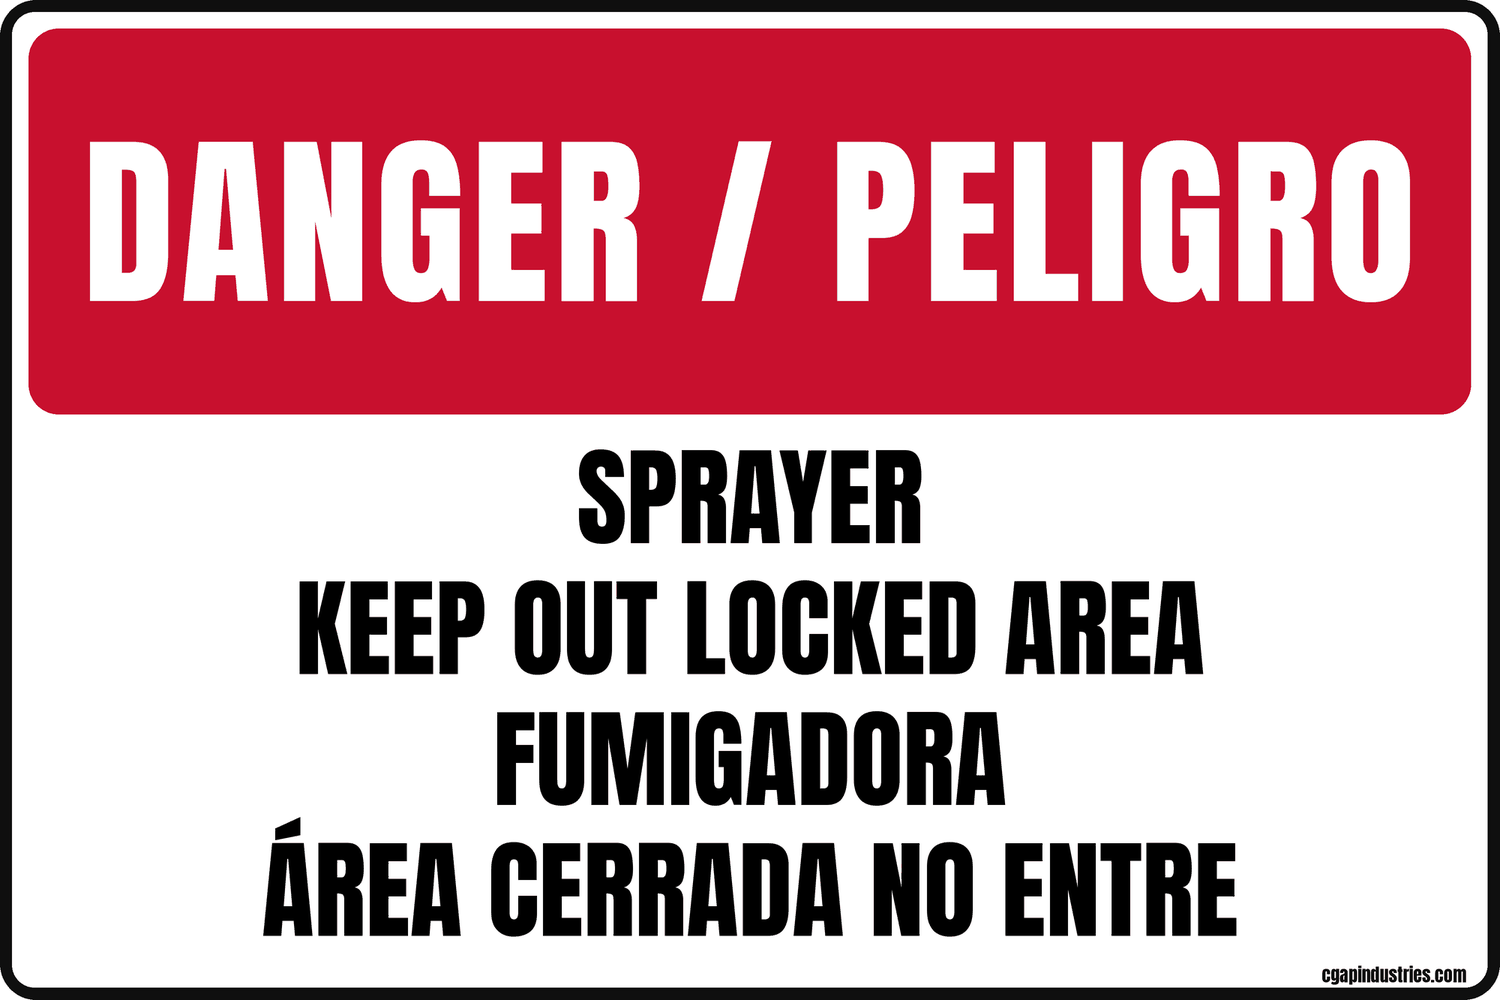 DANGER / PELIGRO
SPRAYER
KEEP OUT LOCKED AREA
FUMIGADORA
ÁREA CERRADA NO ENTRE
cgapindustries.com